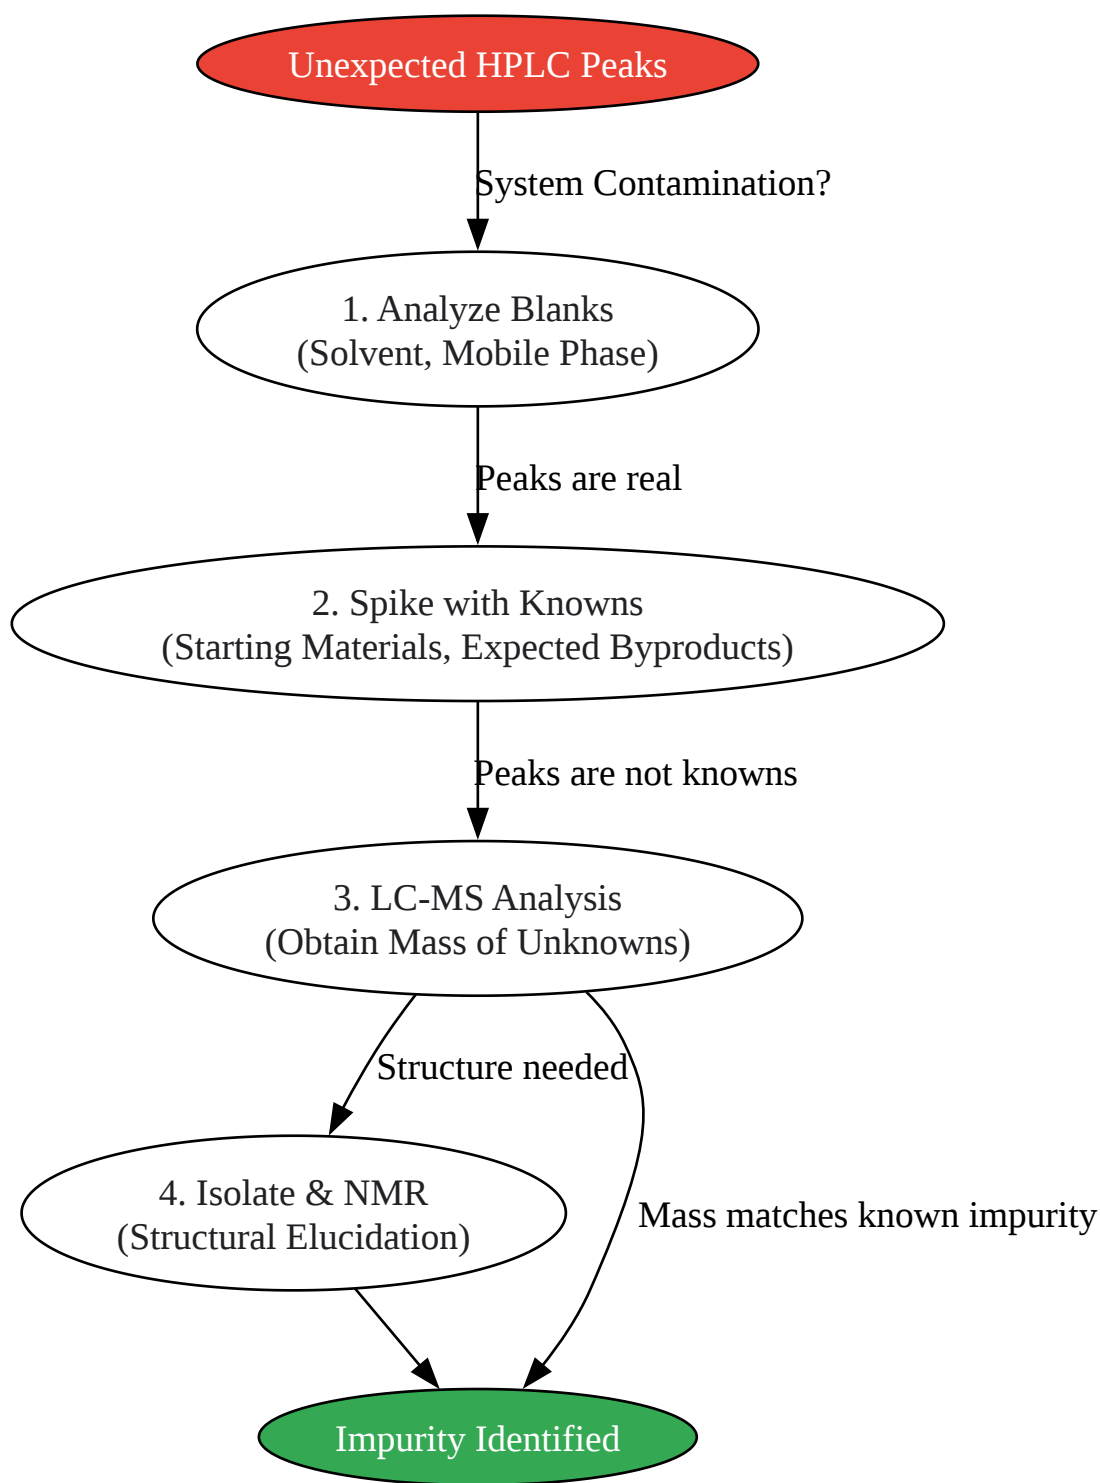 Unexpected HPLC Peaks
System Contamination?
1. Analyze Blanks
(Solvent, Mobile Phase)
Peaks are real
2. Spike with Knowns
(Starting Materials, Expected Byproducts)
Peaks are not knowns
3. LC-MS Analysis
(Obtain Mass of Unknowns)
Structure needed
4. Isolate & NMR
(Structural Elucidation)
Mass matches known impurity
Impurity Identified